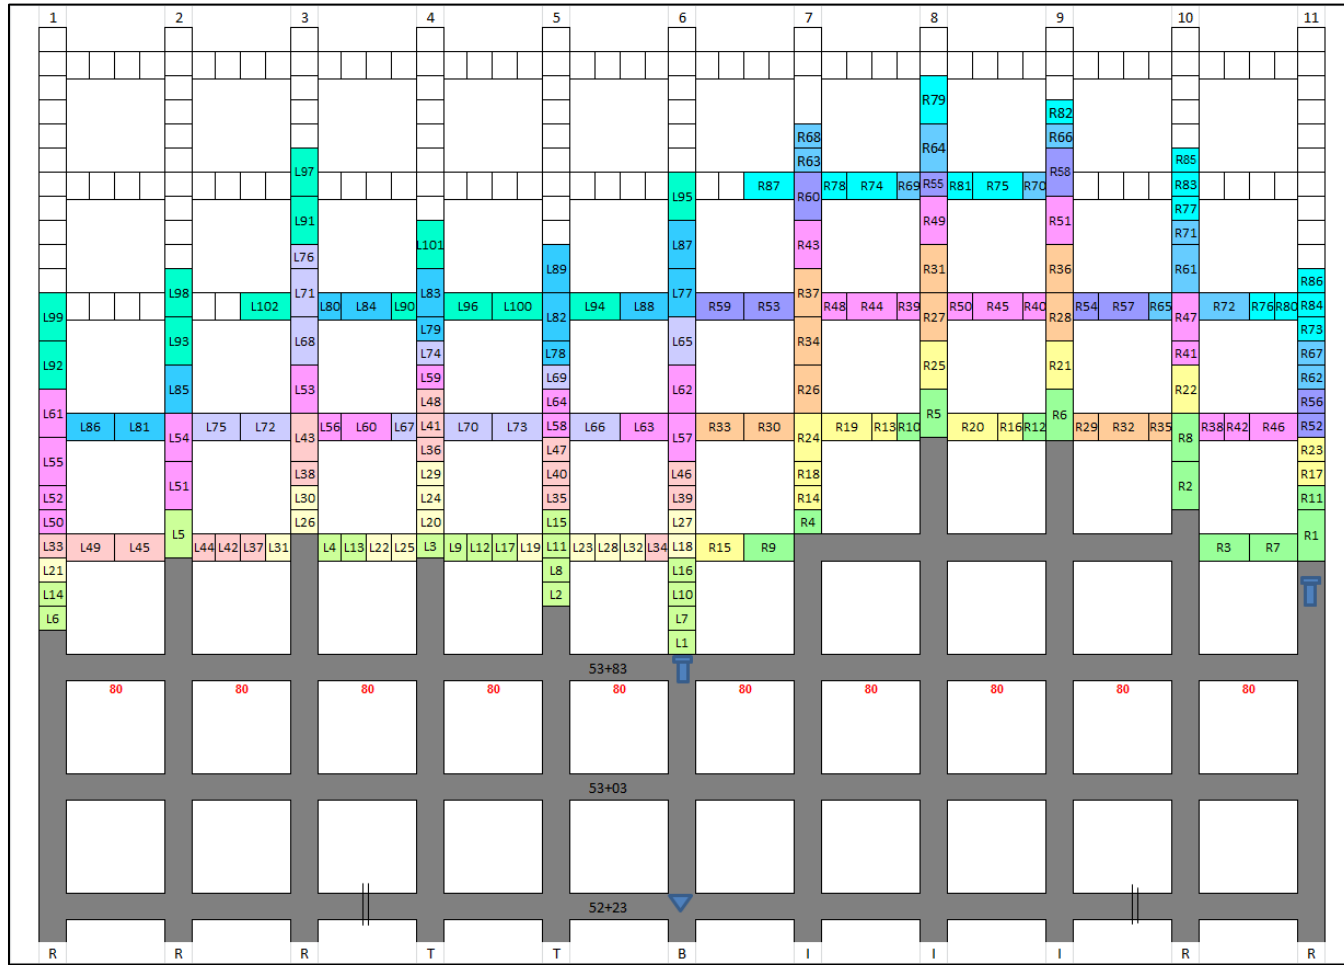 1 2 3 4 5 6 7 8 9 10 11
R79
R82
R68 R64 R66
L97 R63 R58 R85
L95 R87 R60 R78 R74 R69 R55 R81 R75 R70 R83
L91 R49 R51 R77
L101 L87 R43 R71
L76 L89 R31 R36 R61
L98 L71 L83 L77 R37 R86
L99 L102 L80 L84 L90 L96 L100 L82 L94 L88 R59 R53 R48 R44 R39 R27 R50 R45 R40 R28 R54 R57 R65 R47 R72 R76 R80 R84
L93 L68 L79 L65 R34 R73
L92 L74 L78 R25 R21 R41 R67
L85 L53 L59 L69 L62 R26 R22 R62
L61 L48 L64 R5 R6 R56
L86 L81 L54 L75 L72 L43 L56 L60 L67 L41 L70 L73 L58 L66 L63 L57 R33 R30 R24 R19 R13 R10 R20 R16 R12 R29 R32 R35 R8 R38 R42 R46 R52
L55 L36 L47 R23
L51 L38 L29 L40 L46 R18 R2 R17
L52 L30 L24 L35 L39 R14 R11
L50 L5 L26 L20 L15 L27 R4 R1
L33 L49 L45 L44 L42 L37 L31 L4 L13 L22 L25 L3 L9 L12 L17 L19 L11 L23 L28 L32 L34 L18 R15 R9 R3 R7
L21 L8 L16
L14 L2 L10
L6 L7
L1
53+83
80 80 80 80 80 80 80 80 80 80
53+03
52+23
R R R T T B I I I R R